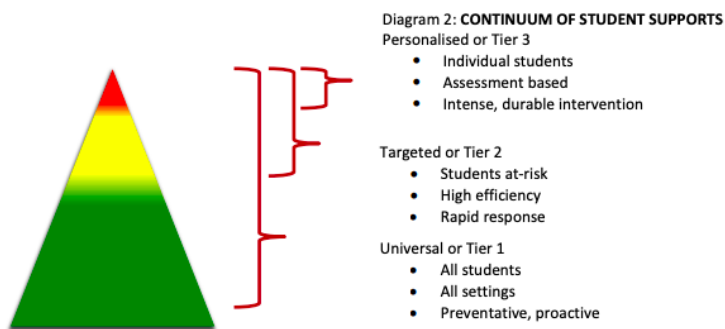 Diagram 2: CONTINUUM OF STUDENT SUPPORTS
Personalised or Tier 3
• Individual students
• Assessment based
• Intense, durable intervention
Targeted or Tier 2
• Students at-risk
• High efficiency
• Rapid response
Universal or Tier 1
• All students
• All settings
• Preventative, proactive